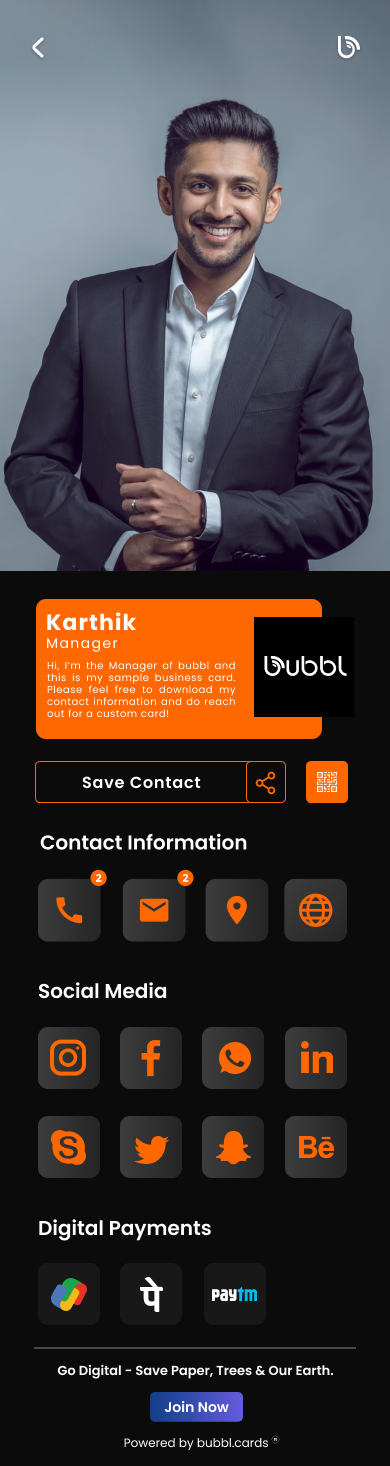 Karthik
Manager
Hi, I'm the Manager of bubbl and
this is my sample business card.
Please feel free to download my
contact information and do reach
out for a custom card!
bubbl
Save Contact
Contact Information
2
2
Social Media
in
S
Bē
Digital Payments
पे
paytm
Go Digital - Save Paper, Trees & Our Earth.
Join Now
Powered by bubbl.cards